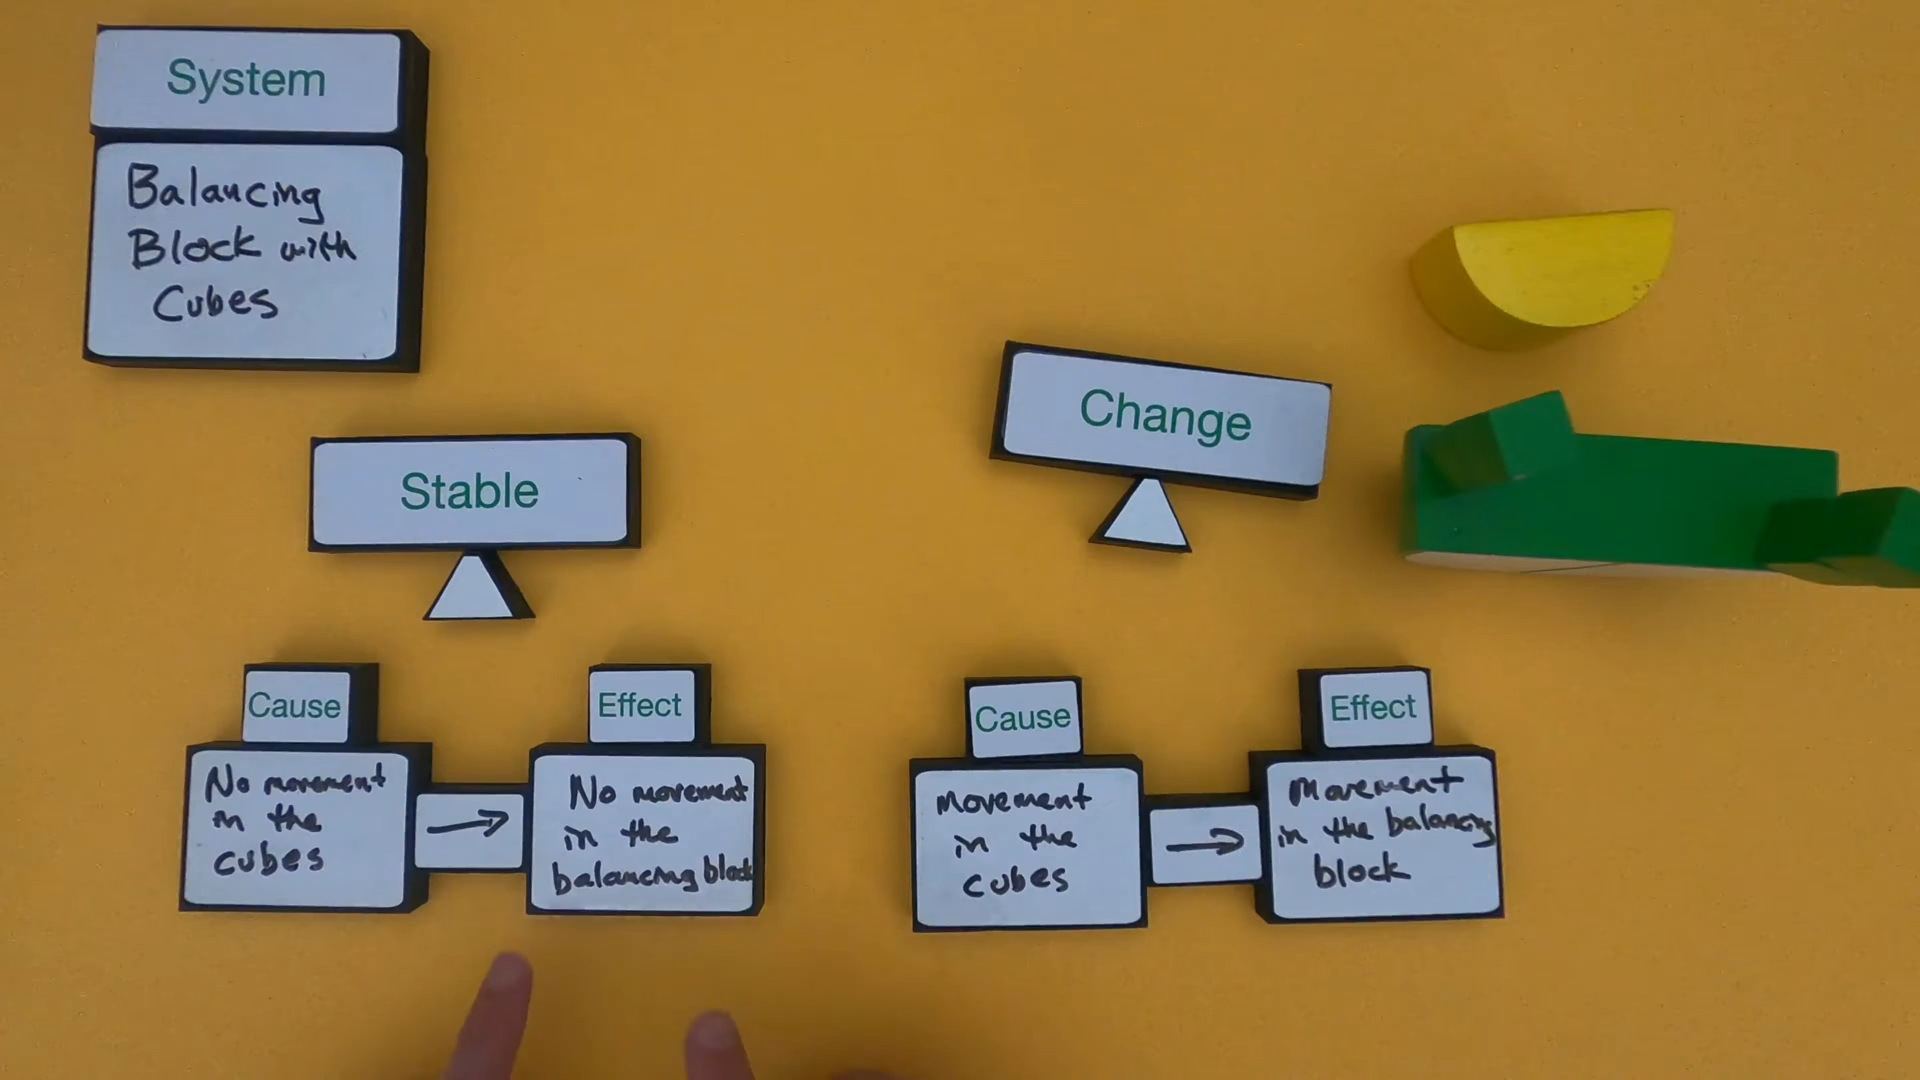 System
Balancing
Block with
Cubes
Stable
Change
Cause
Effect
No movement
in the
cubes
→
No movement
in the
balancing block
Cause
Effect
Movement
in the
cubes
→
Movement
in the balancing
block